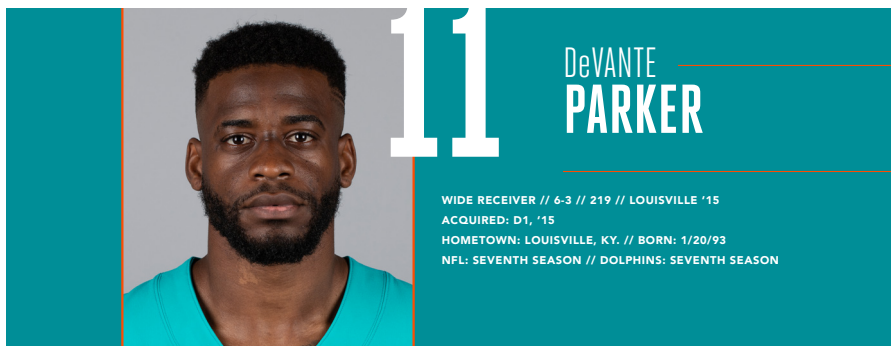 11
DeVANTE
PARKER
WIDE RECEIVER // 6-3 // 219 // LOUISVILLE ‘15
ACQUIRED: D1, ‘15
HOMETOWN: LOUISVILLE, KY. // BORN: 1/20/93
NFL: SEVENTH SEASON // DOLPHINS: SEVENTH SEASON